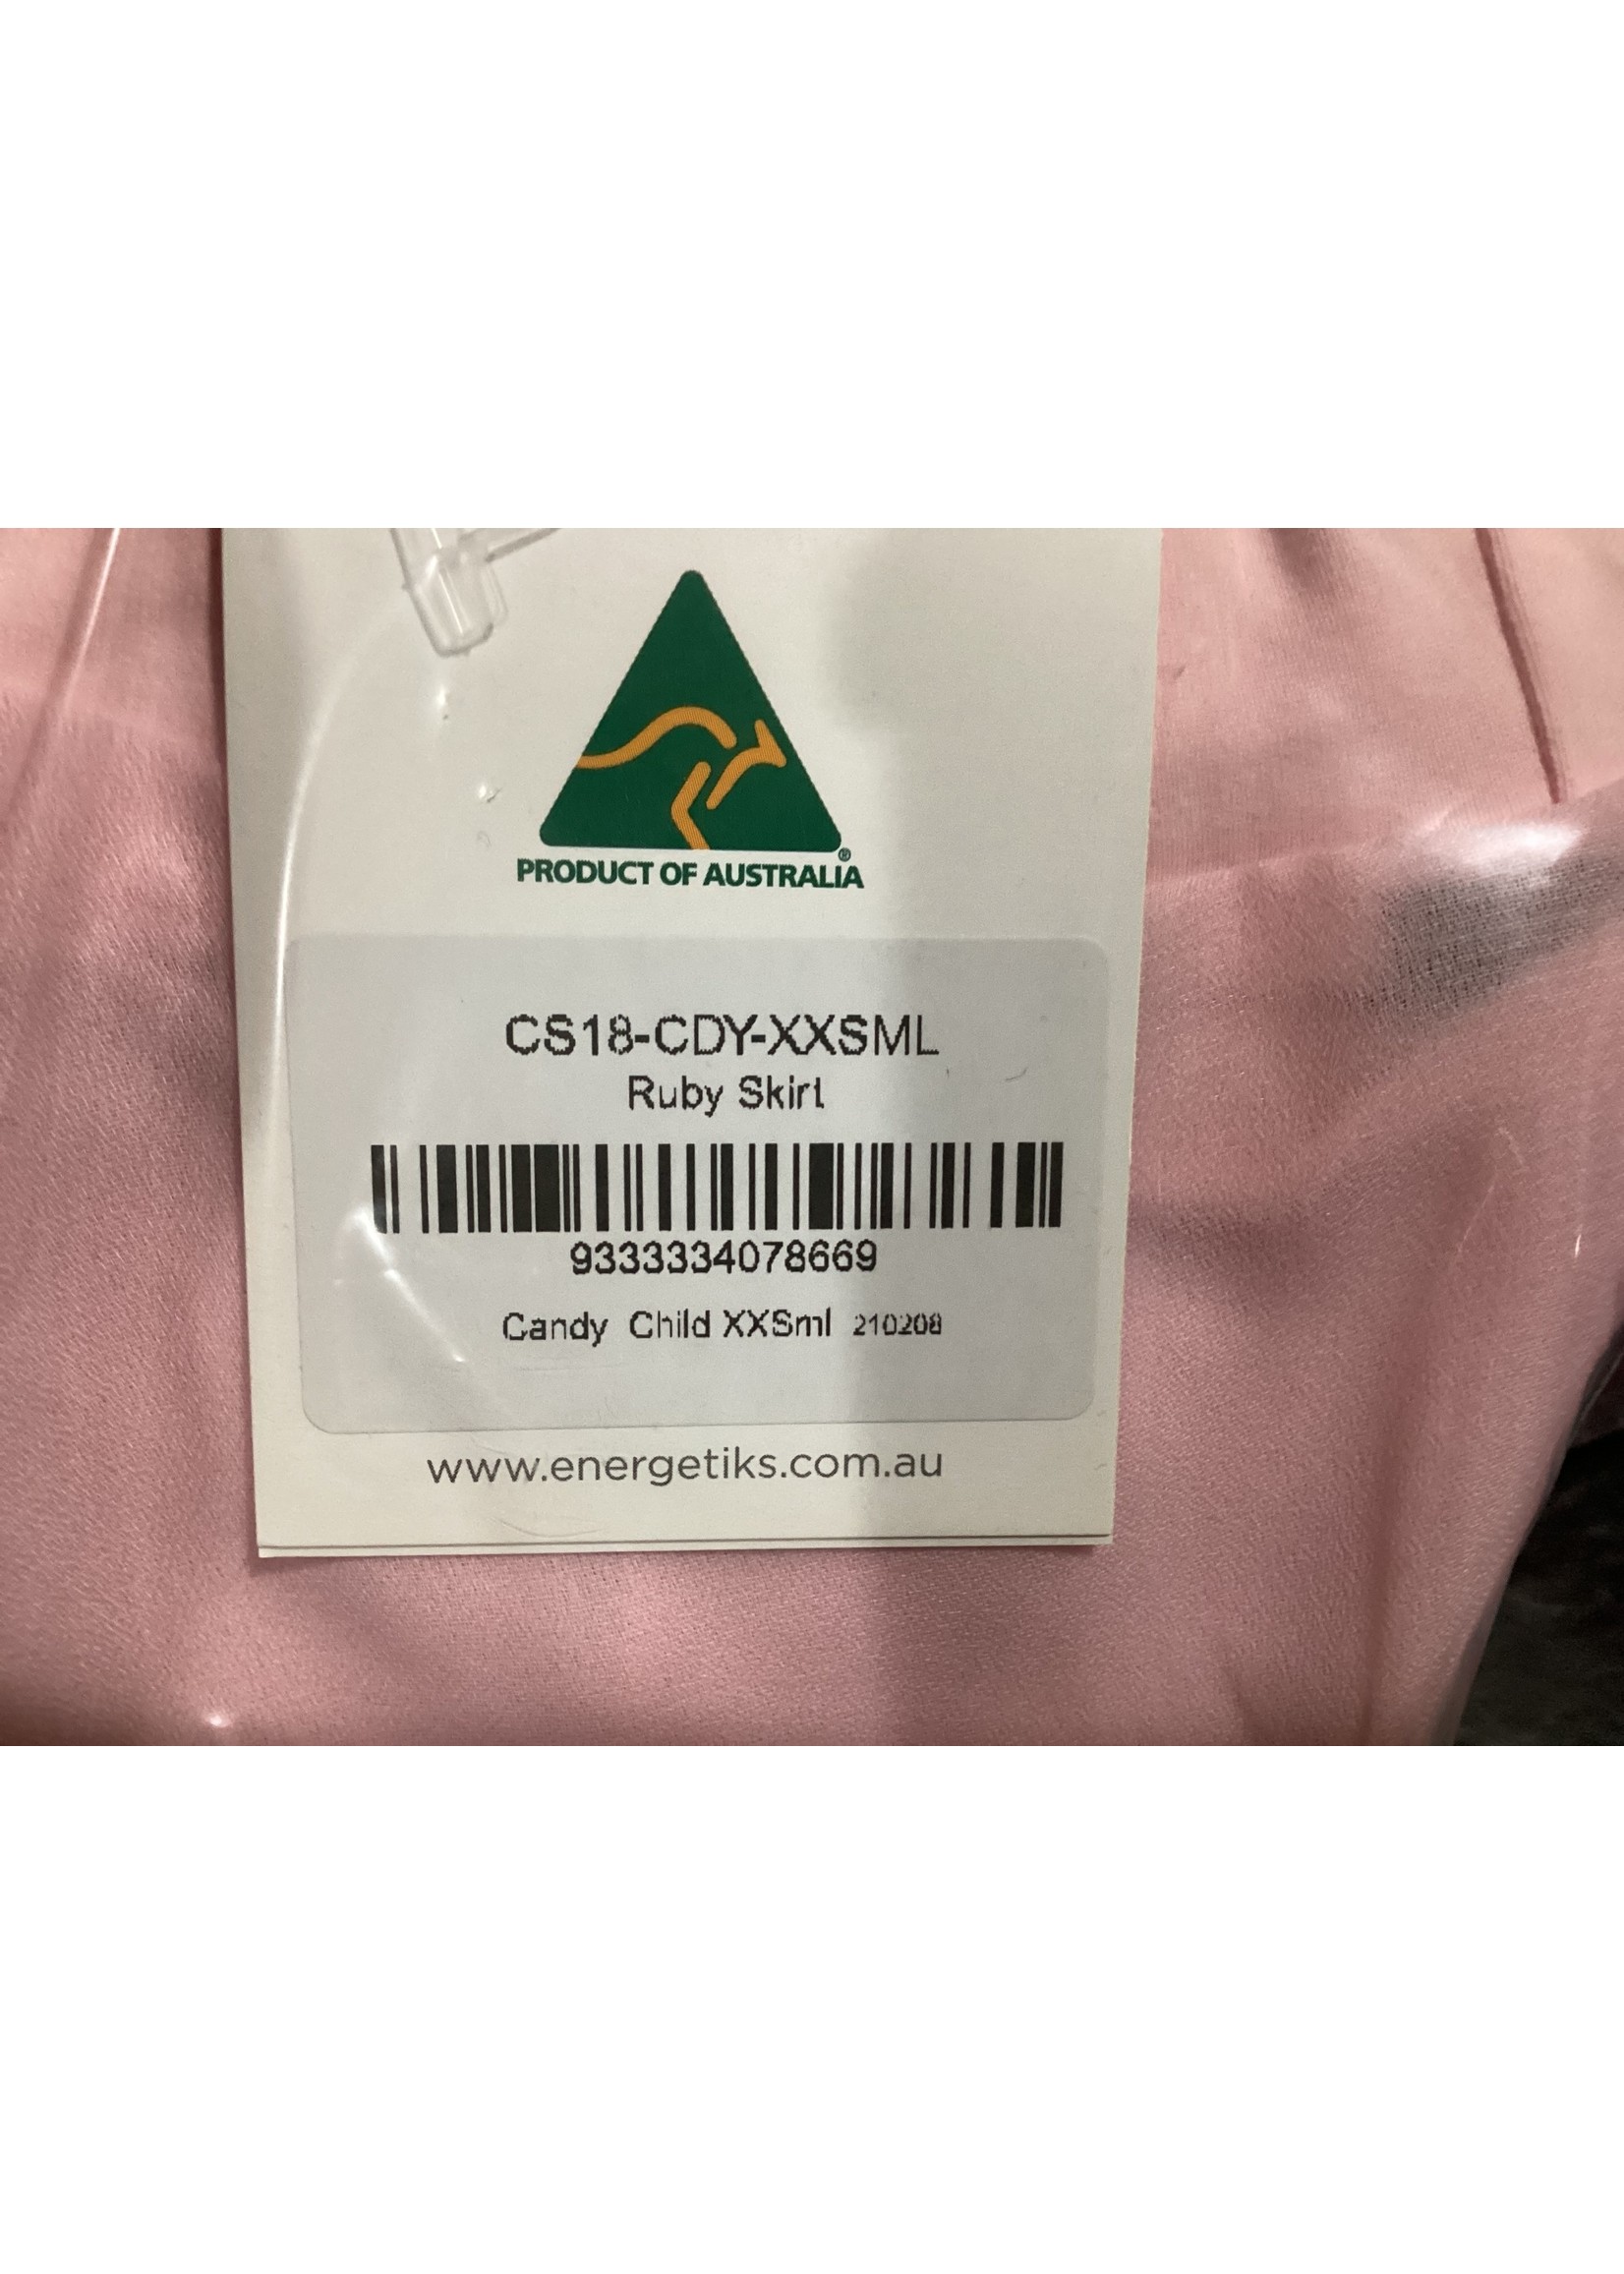 ®
PRODUCT OF AUSTRALIA
CS18-CDY-XXSML
Ruby Skirt
9333334078669
Candy Child XXSml 210208
www.energetiks.com.au